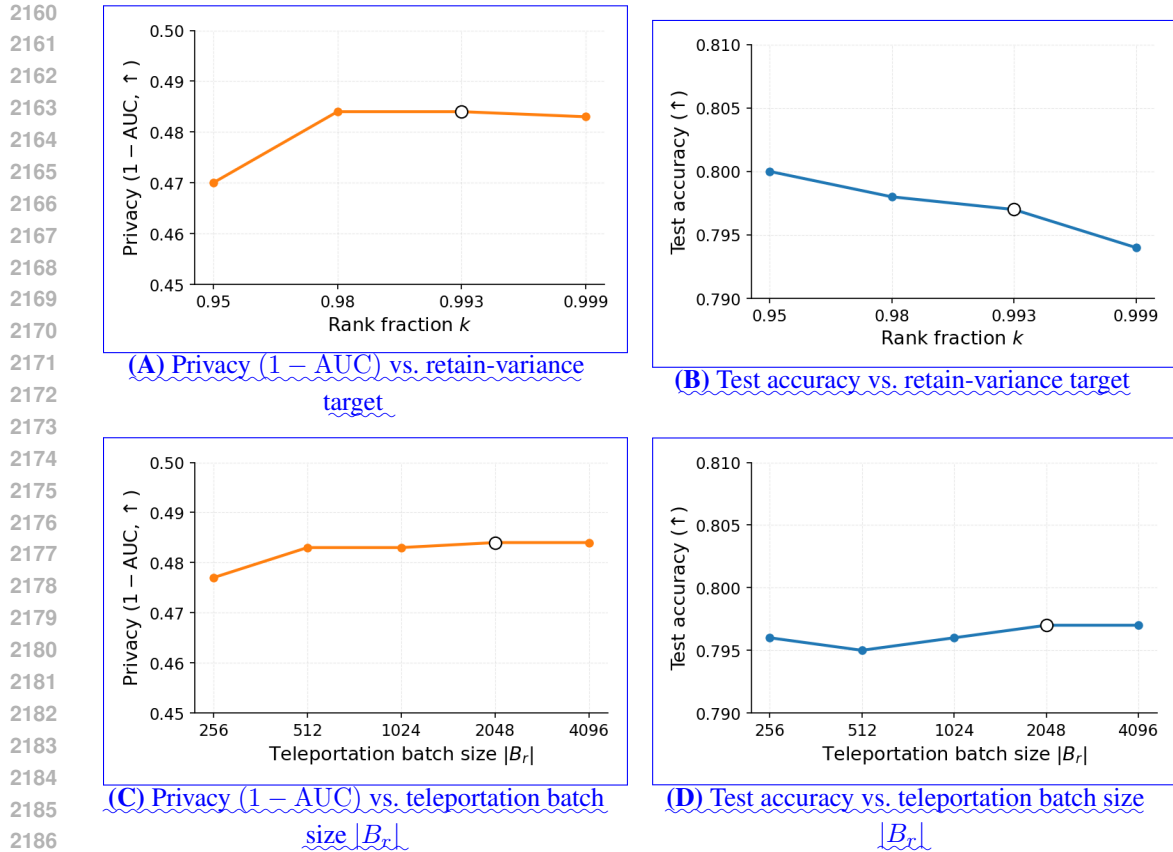 2160
2161
2162
2163
2164
2165
2166
2167
2168
2169
2170
2171
2172
2173
2174
2175
2176
2177
2178
2179
2180
2181
2182
2183
2184
2185
2186
0.50
0.49
0.48
0.47
0.46
0.45
Privacy (1 − AUC, ↑)
0.95 0.98 0.993 0.999
Rank fraction k
(A) Privacy (1 − AUC) vs. retain-variance
target
0.810
0.805
0.800
0.795
0.790
Test accuracy (↑)
0.95 0.98 0.993 0.999
Rank fraction k
(B) Test accuracy vs. retain-variance target
0.50
0.49
0.48
0.47
0.46
0.45
Privacy (1 − AUC, ↑)
256 512 1024 2048 4096
Teleportation batch size |B_r|
(C) Privacy (1 − AUC) vs. teleportation batch
size |B_r|
0.810
0.805
0.800
0.795
0.790
Test accuracy (↑)
256 512 1024 2048 4096
Teleportation batch size |B_r|
(D) Test accuracy vs. teleportation batch size
|B_r|